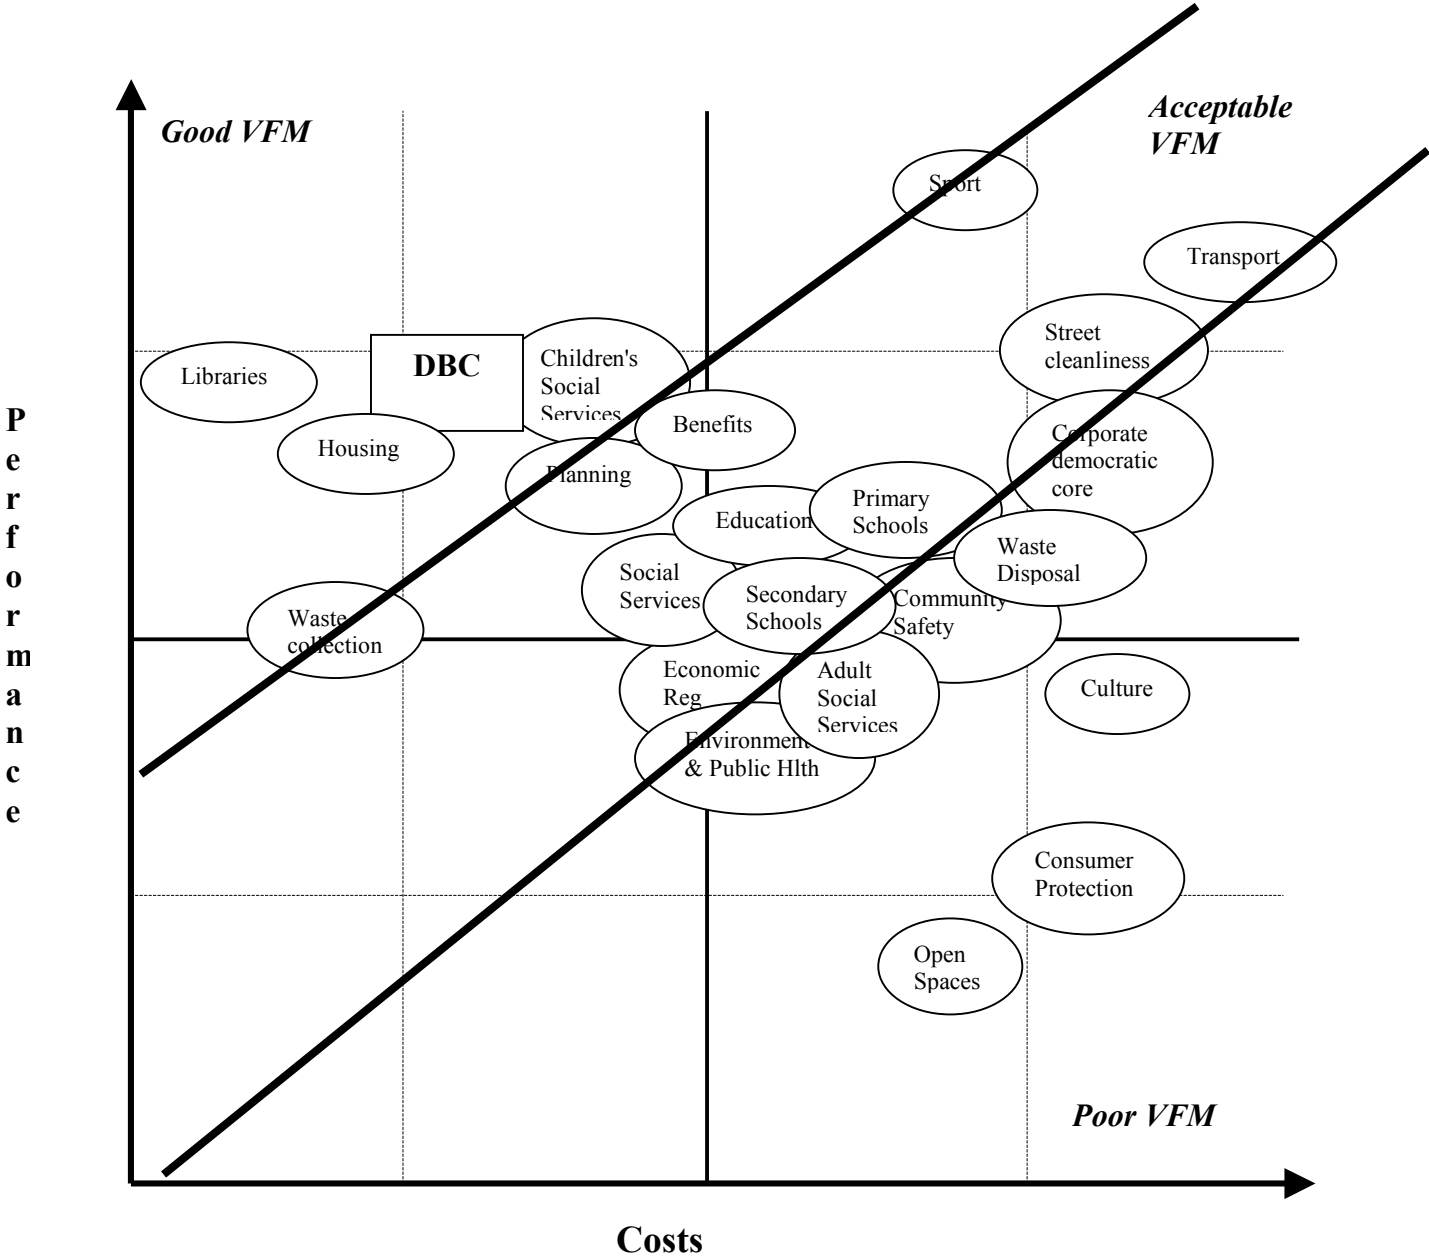 Good VFM
Acceptable
VFM
Sport
Transport
Street
cleanliness
Libraries
DBC
Children's
Social
Services
Housing
Benefits
Planning
Corporate
democratic
core
Education
Primary
Schools
Waste
Disposal
Social
Services
Secondary
Schools
Community
Safety
Waste
collection
Economic
Reg
Adult
Social
Services
Culture
Environment
& Public Hlth
Consumer
Protection
Open
Spaces
Poor VFM
P
e
r
f
o
r
m
a
n
c
e
Costs